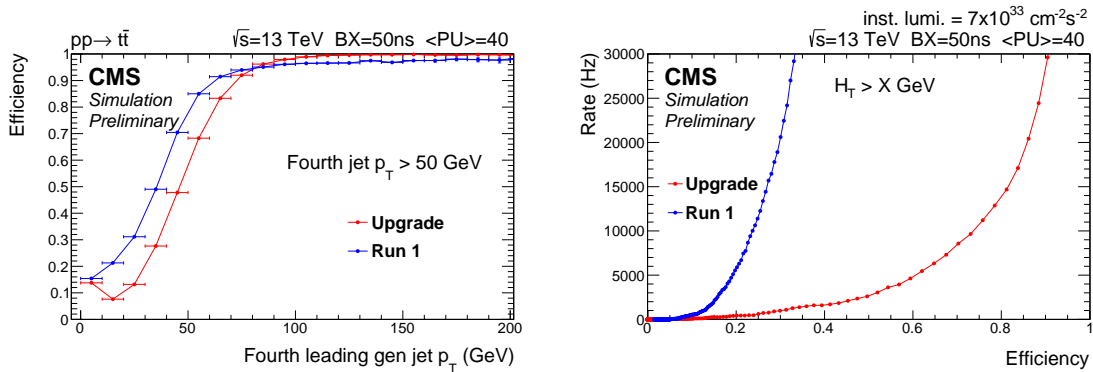 pp→ tt̄
√s=13 TeV BX=50ns <PU>=40
Efficiency
1
0.9
0.8
0.7
0.6
0.5
0.4
0.3
0.2
0.1
0
CMS
Simulation
Preliminary
Fourth jet p_T > 50 GeV
Upgrade
Run 1
0
50
100
150
200
Fourth leading gen jet p_T (GeV)
inst. lumi. = 7x10³³ cm⁻²s⁻²
√s=13 TeV BX=50ns <PU>=40
Rate (Hz)
30000
25000
20000
15000
10000
5000
0
CMS
Simulation
Preliminary
H_T > X GeV
Upgrade
Run 1
0
0.2
0.4
0.6
0.8
1
Efficiency